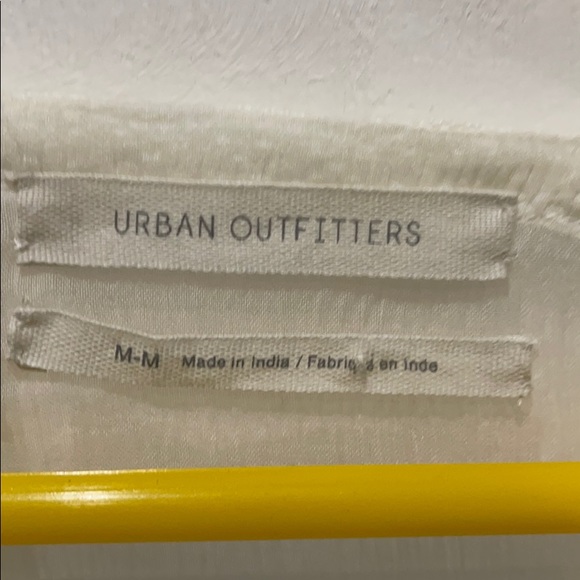 URBAN OUTFITTERS
M-M Made in India / Fabriq é en Inde